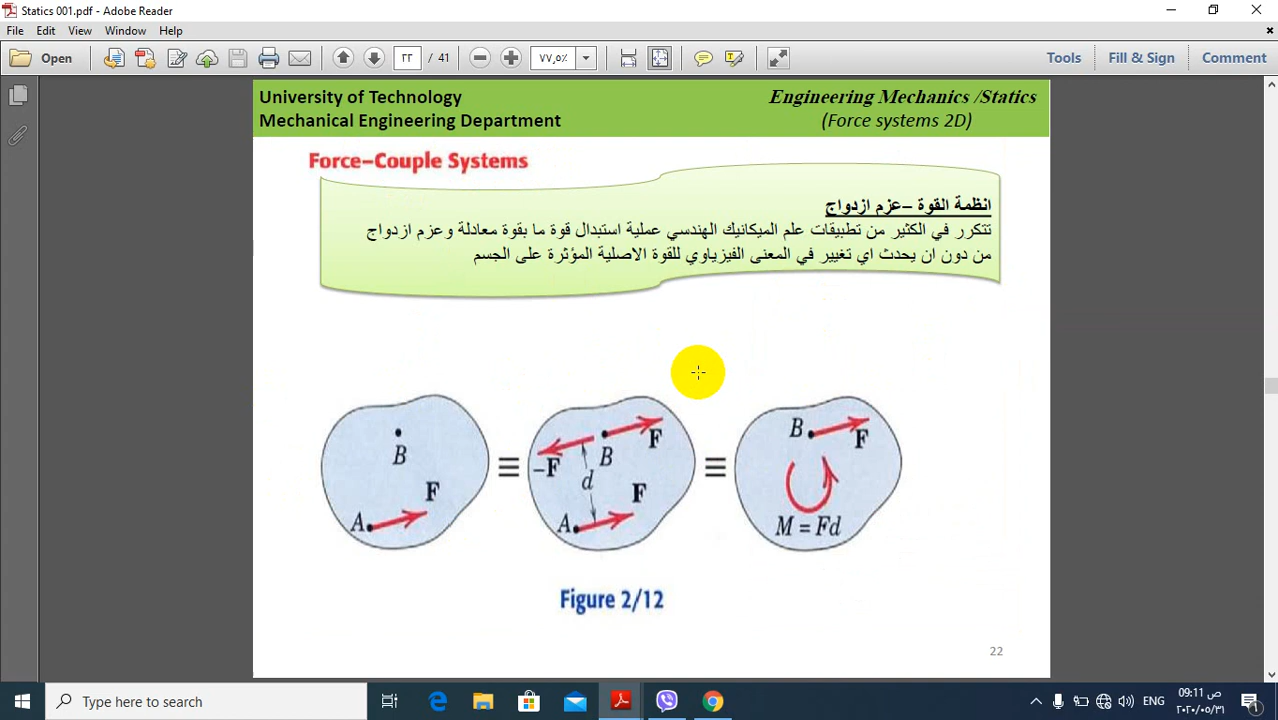 Statics 001.pdf - Adobe Reader
File Edit View Window Help
Open ٢٣ / 41 ٧٧,٥% Tools Fill & Sign Comment
University of Technology
Mechanical Engineering Department
Engineering Mechanics /Statics
(Force systems 2D)
Force–Couple Systems
انظمة القوة –عزم ازدواج
تتكرر في الكثير من تطبيقات علم الميكانيك الهندسي عملية استبدال قوة ما بقوة معادلة وعزم ازدواج
من دون ان يحدث اي تغيير في المعنى الفيزياوي للقوة الاصلية المؤثرة على الجسم
B
F
A
≡
–F
B
F
d
F
A
≡
B
F
M = Fd
Figure 2/12
22
Type here to search
ENG
09:11 ص
٢٠٢٠/٠٥/٣١
1